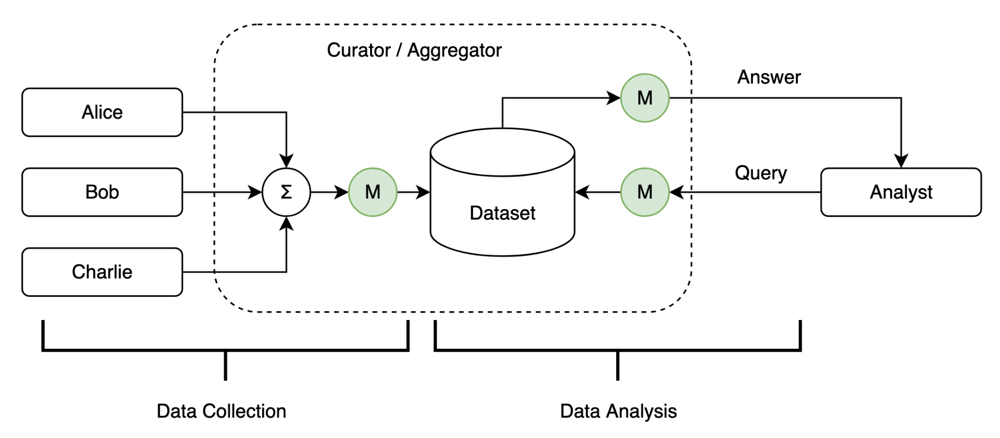 Curator / Aggregator
Alice
Bob
Charlie
Σ
M
Dataset
M
M
Answer
Query
Analyst
Data Collection
Data Analysis